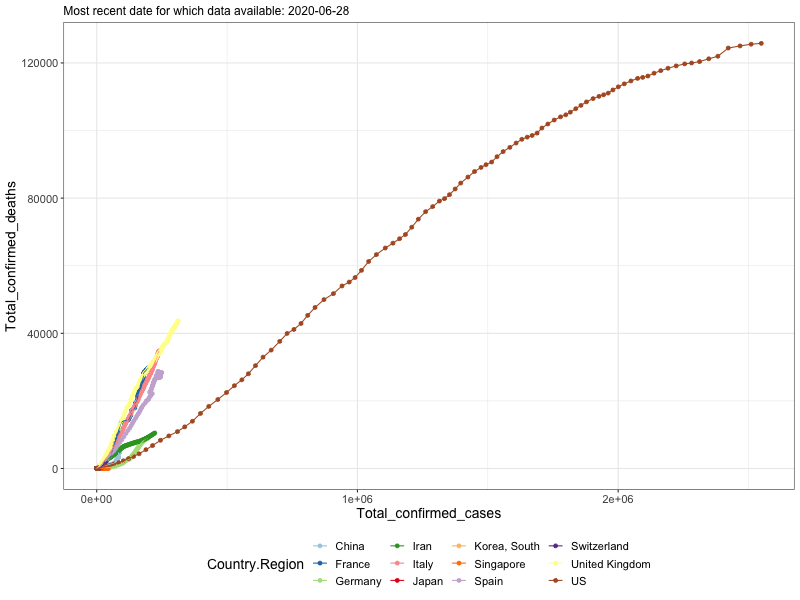 Most recent date for which data available: 2020-06-28
120000
80000
40000
0
Total_confirmed_deaths
0e+00 1e+06 2e+06
Total_confirmed_cases
Country.Region
China Iran Korea, South Switzerland
France Italy Singapore United Kingdom
Germany Japan Spain US